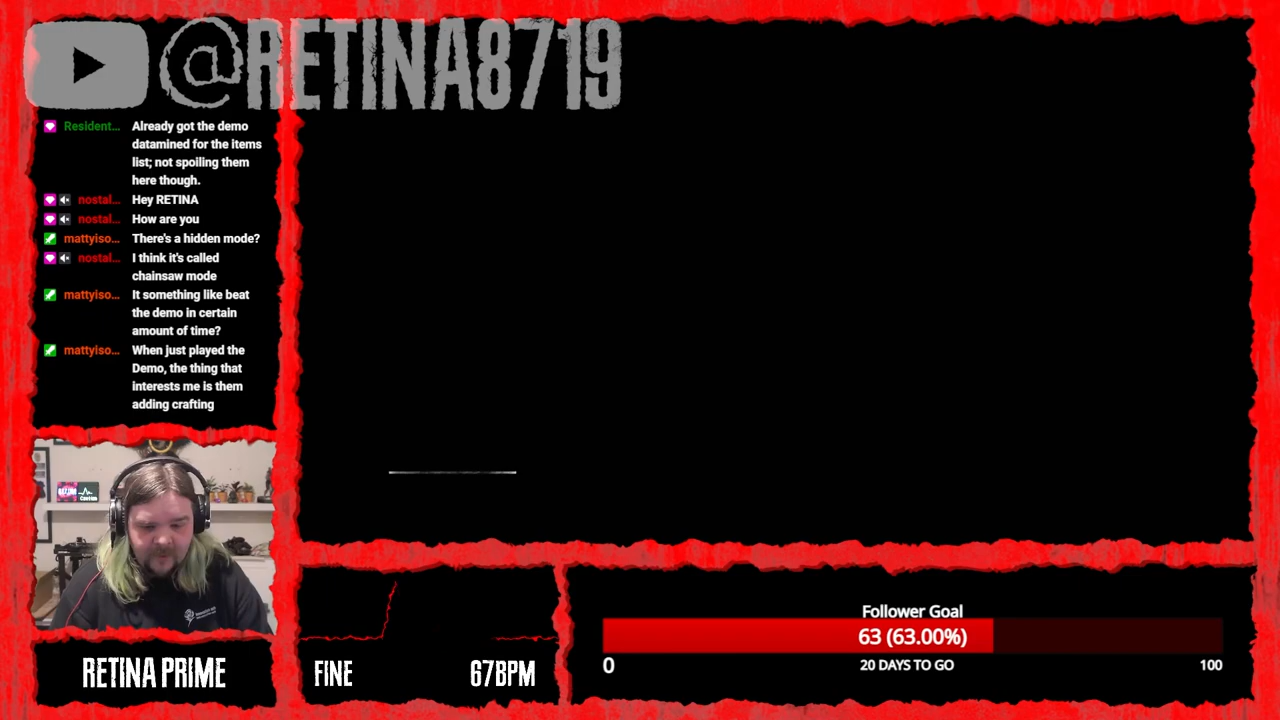 @RETINA8719
Resident... Already got the demo
datamined for the items
list; not spoiling them
here though.
nostal... Hey RETINA
nostal... How are you
mattyiso... There's a hidden mode?
nostal... I think it's called
chainsaw mode
mattyiso... It something like beat
the demo in certain
amount of time?
mattyiso... When just played the
Demo, the thing that
interests me is them
adding crafting
RETINA PRIME
FINE 67BPM
Follower Goal
63 (63.00%)
0 20 DAYS TO GO 100